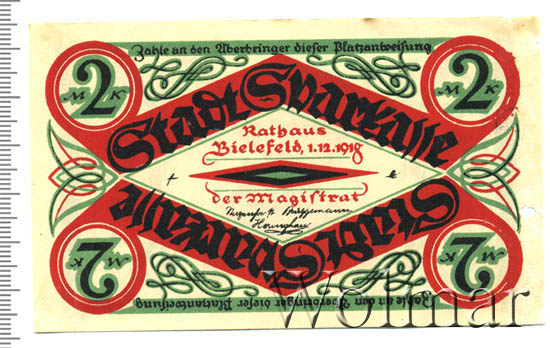 Zahle an den Überbringer dieser Platzanweisung
2
M K
2
M K
Stadt Sparkasse
Rathaus
Bielefeld, 1.12.1918
der Magistrat
Stadt Sparkasse
2
M K
2
M K
Zahle an den Überbringer dieser Platzanweisung
Wolmar